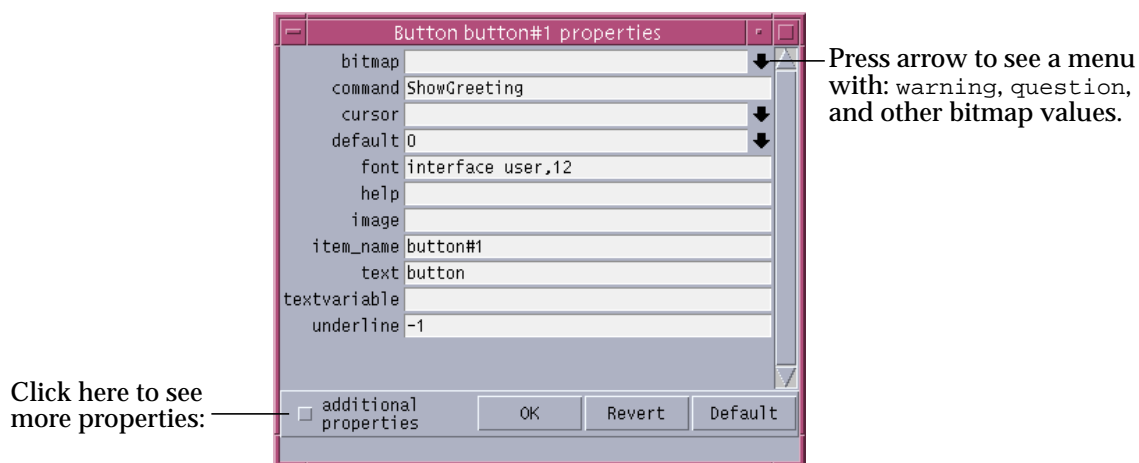 Button button#1 properties
bitmap
command ShowGreeting
cursor
default 0
font interface user,12
help
image
item_name button#1
text button
textvariable
underline -1
additional
properties
OK
Revert
Default
Press arrow to see a menu
with: warning, question,
and other bitmap values.
Click here to see
more properties: